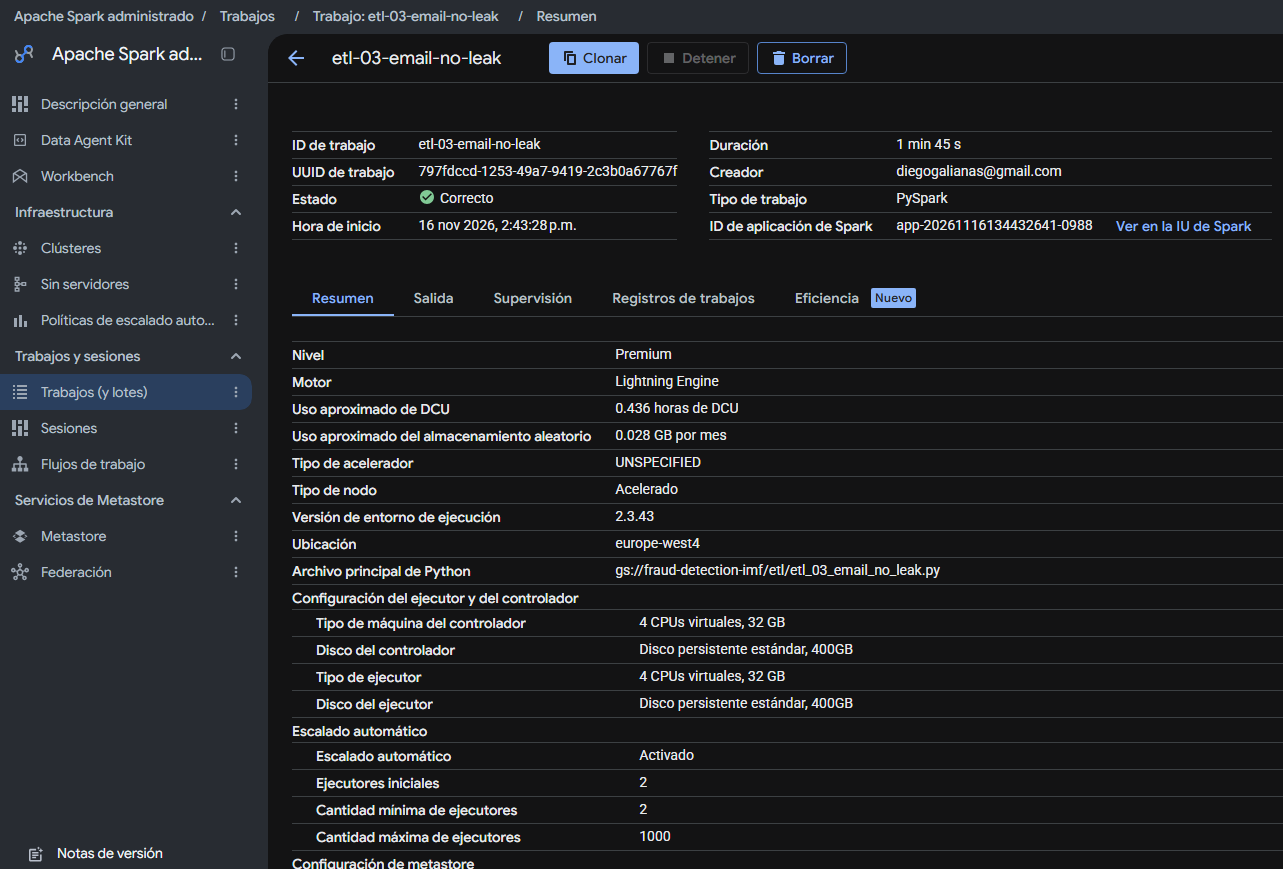 Apache Spark administrado / Trabajos / Trabajo: etl-03-email-no-leak / Resumen
Apache Spark ad...
etl-03-email-no-leak
Clonar
Detener
Borrar
Descripción general
Data Agent Kit
Workbench
Infraestructura
Clústeres
Sin servidores
Políticas de escalado auto...
Trabajos y sesiones
Trabajos (y lotes)
Sesiones
Flujos de trabajo
Servicios de Metastore
Metastore
Federación
Notas de versión
ID de trabajo etl-03-email-no-leak
UUID de trabajo 797fdccd-1253-49a7-9419-2c3b0a67767f
Estado Correcto
Hora de inicio 16 nov 2026, 2:43:28 p.m.
Duración 1 min 45 s
Creador diegogalianas@gmail.com
Tipo de trabajo PySpark
ID de aplicación de Spark app-20261116134432641-0988 Ver en la IU de Spark
Resumen Salida Supervisión Registros de trabajos Eficiencia Nuevo
Nivel Premium
Motor Lightning Engine
Uso aproximado de DCU 0.436 horas de DCU
Uso aproximado del almacenamiento aleatorio 0.028 GB por mes
Tipo de acelerador UNSPECIFIED
Tipo de nodo Acelerado
Versión de entorno de ejecución 2.3.43
Ubicación europe-west4
Archivo principal de Python gs://fraud-detection-imf/etl/etl_03_email_no_leak.py
Configuración del ejecutor y del controlador
Tipo de máquina del controlador 4 CPUs virtuales, 32 GB
Disco del controlador Disco persistente estándar, 400GB
Tipo de ejecutor 4 CPUs virtuales, 32 GB
Disco del ejecutor Disco persistente estándar, 400GB
Escalado automático
Escalado automático Activado
Ejecutores iniciales 2
Cantidad mínima de ejecutores 2
Cantidad máxima de ejecutores 1000
Configuración de metastore